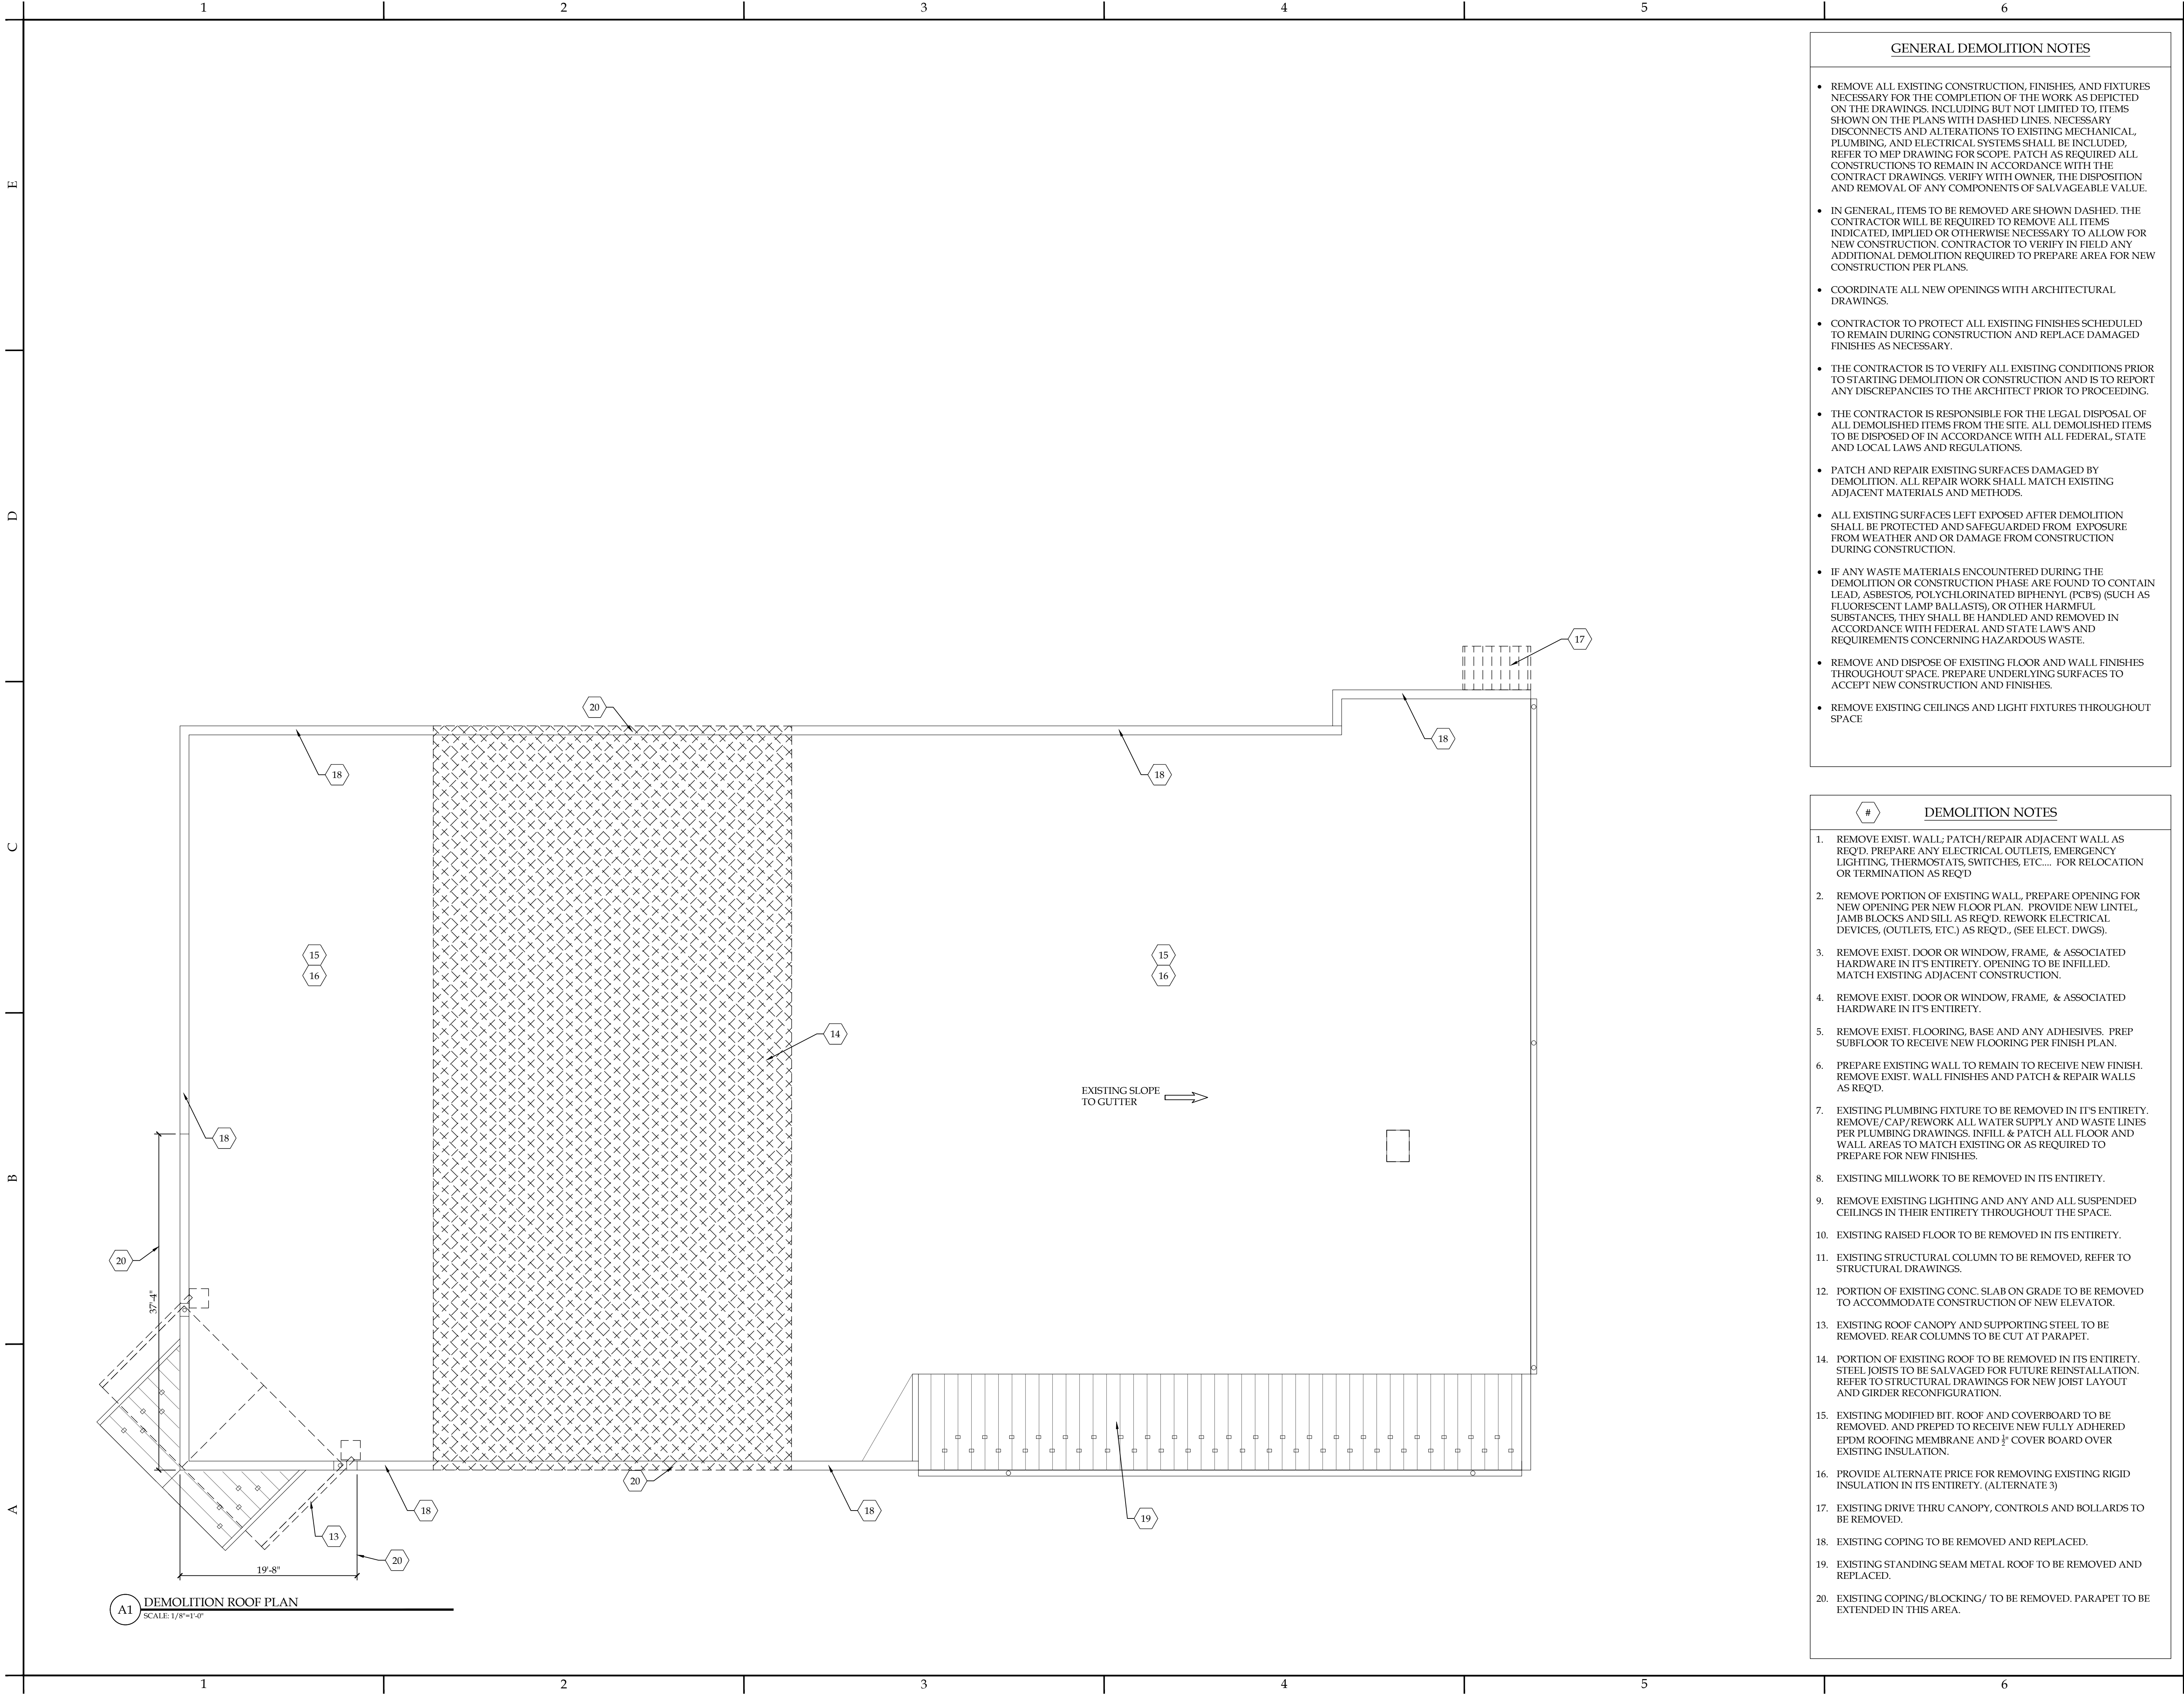 1 2 3 4 5 6
E
D
C
B
A
GENERAL DEMOLITION NOTES
• REMOVE ALL EXISTING CONSTRUCTION, FINISHES, AND FIXTURES
NECESSARY FOR THE COMPLETION OF THE WORK AS DEPICTED
ON THE DRAWINGS. INCLUDING BUT NOT LIMITED TO, ITEMS
SHOWN ON THE PLANS WITH DASHED LINES. NECESSARY
DISCONNECTS AND ALTERATIONS TO EXISTING MECHANICAL,
PLUMBING, AND ELECTRICAL SYSTEMS SHALL BE INCLUDED,
REFER TO MEP DRAWING FOR SCOPE. PATCH AS REQUIRED ALL
CONSTRUCTIONS TO REMAIN IN ACCORDANCE WITH THE
CONTRACT DRAWINGS. VERIFY WITH OWNER, THE DISPOSITION
AND REMOVAL OF ANY COMPONENTS OF SALVAGEABLE VALUE.
• IN GENERAL, ITEMS TO BE REMOVED ARE SHOWN DASHED. THE
CONTRACTOR WILL BE REQUIRED TO REMOVE ALL ITEMS
INDICATED, IMPLIED OR OTHERWISE NECESSARY TO ALLOW FOR
NEW CONSTRUCTION. CONTRACTOR TO VERIFY IN FIELD ANY
ADDITIONAL DEMOLITION REQUIRED TO PREPARE AREA FOR NEW
CONSTRUCTION PER PLANS.
• COORDINATE ALL NEW OPENINGS WITH ARCHITECTURAL
DRAWINGS.
• CONTRACTOR TO PROTECT ALL EXISTING FINISHES SCHEDULED
TO REMAIN DURING CONSTRUCTION AND REPLACE DAMAGED
FINISHES AS NECESSARY.
• THE CONTRACTOR IS TO VERIFY ALL EXISTING CONDITIONS PRIOR
TO STARTING DEMOLITION OR CONSTRUCTION AND IS TO REPORT
ANY DISCREPANCIES TO THE ARCHITECT PRIOR TO PROCEEDING.
• THE CONTRACTOR IS RESPONSIBLE FOR THE LEGAL DISPOSAL OF
ALL DEMOLISHED ITEMS FROM THE SITE. ALL DEMOLISHED ITEMS
TO BE DISPOSED OF IN ACCORDANCE WITH ALL FEDERAL, STATE
AND LOCAL LAWS AND REGULATIONS.
• PATCH AND REPAIR EXISTING SURFACES DAMAGED BY
DEMOLITION. ALL REPAIR WORK SHALL MATCH EXISTING
ADJACENT MATERIALS AND METHODS.
• ALL EXISTING SURFACES LEFT EXPOSED AFTER DEMOLITION
SHALL BE PROTECTED AND SAFEGUARDED FROM EXPOSURE
FROM WEATHER AND OR DAMAGE FROM CONSTRUCTION
DURING CONSTRUCTION.
• IF ANY WASTE MATERIALS ENCOUNTERED DURING THE
DEMOLITION OR CONSTRUCTION PHASE ARE FOUND TO CONTAIN
LEAD, ASBESTOS, POLYCHLORINATED BIPHENYL (PCB'S) (SUCH AS
FLUORESCENT LAMP BALLASTS), OR OTHER HARMFUL
SUBSTANCES, THEY SHALL BE HANDLED AND REMOVED IN
ACCORDANCE WITH FEDERAL AND STATE LAW'S AND
REQUIREMENTS CONCERNING HAZARDOUS WASTE.
• REMOVE AND DISPOSE OF EXISTING FLOOR AND WALL FINISHES
THROUGHOUT SPACE. PREPARE UNDERLYING SURFACES TO
ACCEPT NEW CONSTRUCTION AND FINISHES.
• REMOVE EXISTING CEILINGS AND LIGHT FIXTURES THROUGHOUT
SPACE
# DEMOLITION NOTES
1. REMOVE EXIST. WALL; PATCH/REPAIR ADJACENT WALL AS
REQ'D. PREPARE ANY ELECTRICAL OUTLETS, EMERGENCY
LIGHTING, THERMOSTATS, SWITCHES, ETC.... FOR RELOCATION
OR TERMINATION AS REQ'D
2. REMOVE PORTION OF EXISTING WALL, PREPARE OPENING FOR
NEW OPENING PER NEW FLOOR PLAN. PROVIDE NEW LINTEL,
JAMB BLOCKS AND SILL AS REQ'D. REWORK ELECTRICAL
DEVICES, (OUTLETS, ETC.) AS REQ'D., (SEE ELECT. DWGS).
3. REMOVE EXIST. DOOR OR WINDOW, FRAME, & ASSOCIATED
HARDWARE IN IT'S ENTIRETY. OPENING TO BE INFILLED.
MATCH EXISTING ADJACENT CONSTRUCTION.
4. REMOVE EXIST. DOOR OR WINDOW, FRAME, & ASSOCIATED
HARDWARE IN IT'S ENTIRETY.
5. REMOVE EXIST. FLOORING, BASE AND ANY ADHESIVES. PREP
SUBFLOOR TO RECEIVE NEW FLOORING PER FINISH PLAN.
6. PREPARE EXISTING WALL TO REMAIN TO RECEIVE NEW FINISH.
REMOVE EXIST. WALL FINISHES AND PATCH & REPAIR WALLS
AS REQ'D.
7. EXISTING PLUMBING FIXTURE TO BE REMOVED IN IT'S ENTIRETY.
REMOVE/CAP/REWORK ALL WATER SUPPLY AND WASTE LINES
PER PLUMBING DRAWINGS. INFILL & PATCH ALL FLOOR AND
WALL AREAS TO MATCH EXISTING OR AS REQUIRED TO
PREPARE FOR NEW FINISHES.
8. EXISTING MILLWORK TO BE REMOVED IN ITS ENTIRETY.
9. REMOVE EXISTING LIGHTING AND ANY AND ALL SUSPENDED
CEILINGS IN THEIR ENTIRETY THROUGHOUT THE SPACE.
10. EXISTING RAISED FLOOR TO BE REMOVED IN ITS ENTIRETY.
11. EXISTING STRUCTURAL COLUMN TO BE REMOVED, REFER TO
STRUCTURAL DRAWINGS.
12. PORTION OF EXISTING CONC. SLAB ON GRADE TO BE REMOVED
TO ACCOMMODATE CONSTRUCTION OF NEW ELEVATOR.
13. EXISTING ROOF CANOPY AND SUPPORTING STEEL TO BE
REMOVED. REAR COLUMNS TO BE CUT AT PARAPET.
14. PORTION OF EXISTING ROOF TO BE REMOVED IN ITS ENTIRETY.
STEEL JOISTS TO BE SALVAGED FOR FUTURE REINSTALLATION.
REFER TO STRUCTURAL DRAWINGS FOR NEW JOIST LAYOUT
AND GIRDER RECONFIGURATION.
15. EXISTING MODIFIED BIT. ROOF AND COVERBOARD TO BE
REMOVED. AND PREPED TO RECEIVE NEW FULLY ADHERED
EPDM ROOFING MEMBRANE AND ½" COVER BOARD OVER
EXISTING INSULATION.
16. PROVIDE ALTERNATE PRICE FOR REMOVING EXISTING RIGID
INSULATION IN ITS ENTIRETY. (ALTERNATE 3)
17. EXISTING DRIVE THRU CANOPY, CONTROLS AND BOLLARDS TO
BE REMOVED.
18. EXISTING COPING TO BE REMOVED AND REPLACED.
19. EXISTING STANDING SEAM METAL ROOF TO BE REMOVED AND
REPLACED.
20. EXISTING COPING/BLOCKING/ TO BE REMOVED. PARAPET TO BE
EXTENDED IN THIS AREA.
17
20
18
18
18
18
15
16
15
16
14
EXISTING SLOPE
TO GUTTER
18
20
37'-4"
20
18
18
19
13
20
19'-8"
A1 DEMOLITION ROOF PLAN
SCALE: 1/8"=1'-0"
1 2 3 4 5 6